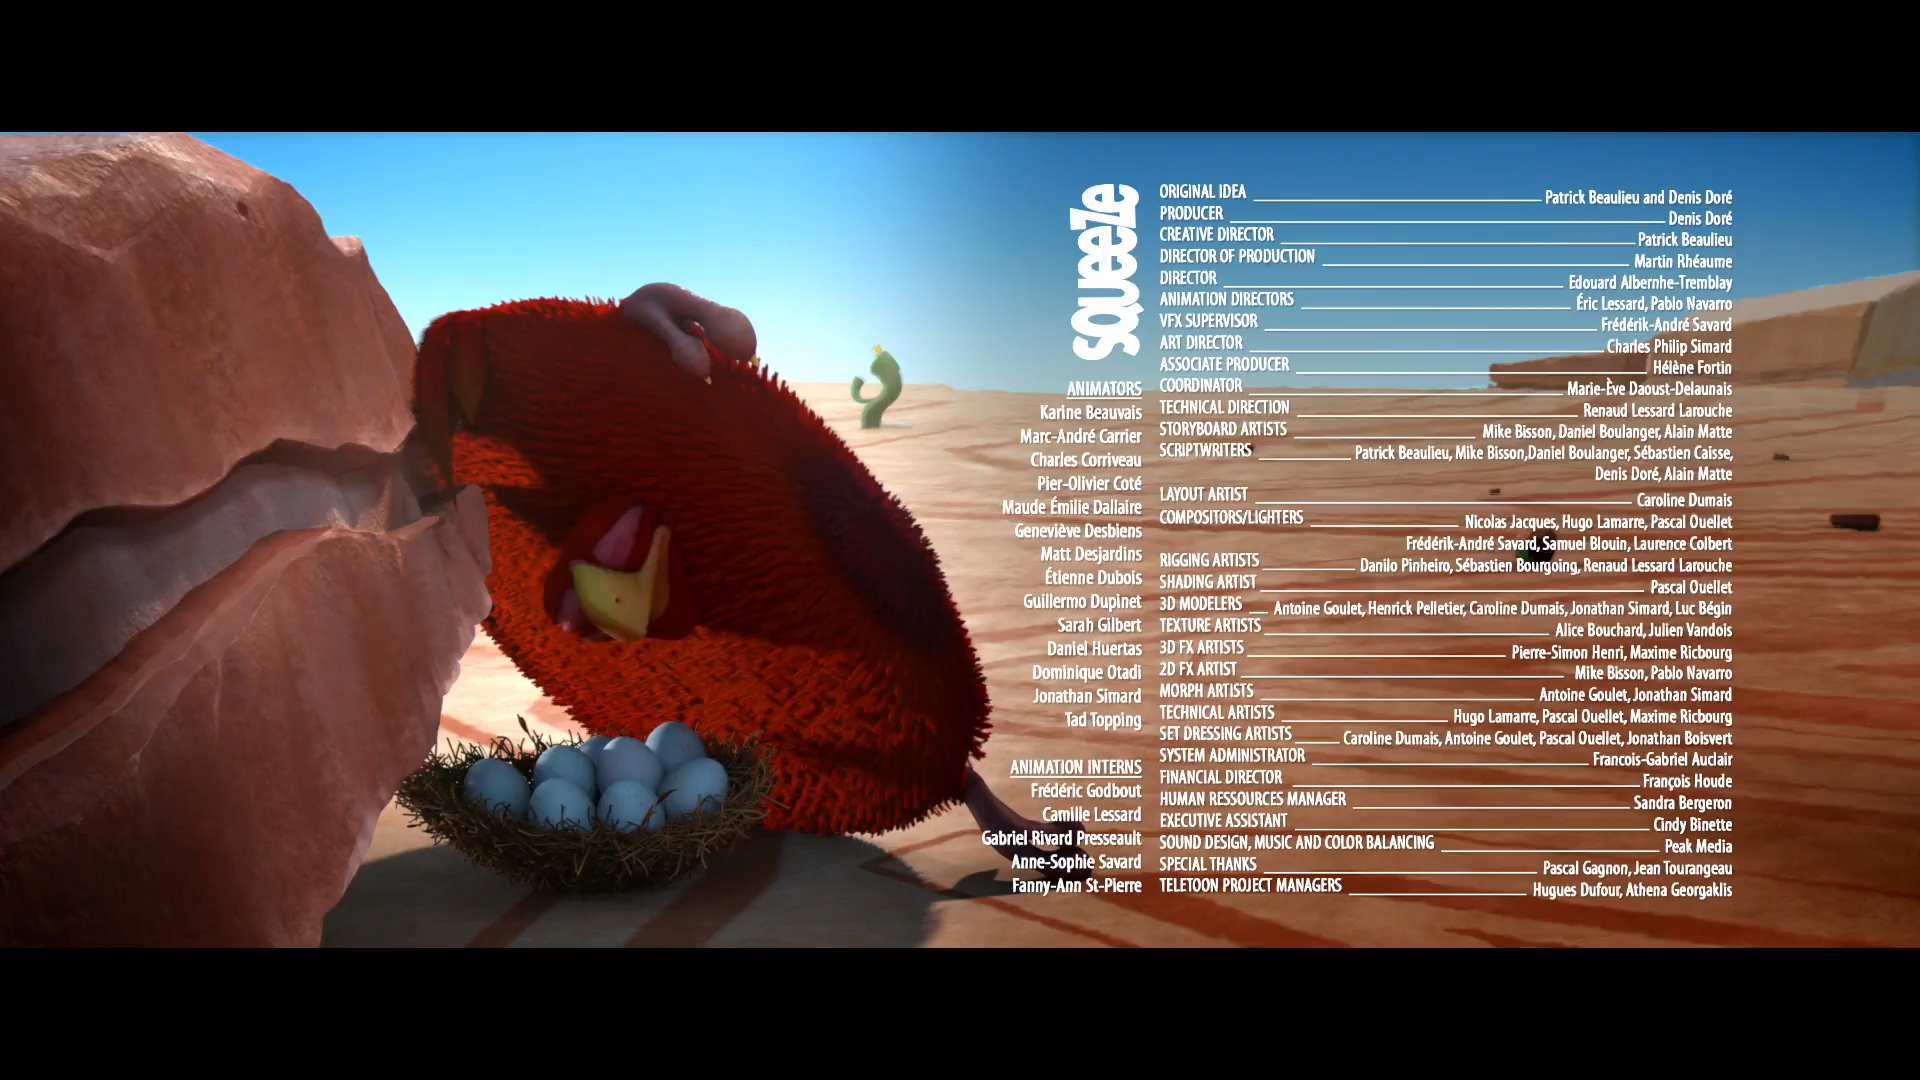 squeeze
ANIMATORS
Karine Beauvais
Marc-André Carrier
Charles Corriveau
Pier-Olivier Coté
Maude Émilie Dallaire
Geneviève Desbiens
Matt Desjardins
Étienne Dubois
Guillermo Dupinet
Sarah Gilbert
Daniel Huertas
Dominique Otadi
Jonathan Simard
Tad Topping
ANIMATION INTERNS
Frédéric Godbout
Camille Lessard
Gabriel Rivard Presseault
Anne-Sophie Savard
Fanny-Ann St-Pierre
ORIGINAL IDEA Patrick Beaulieu and Denis Doré
PRODUCER Denis Doré
CREATIVE DIRECTOR Patrick Beaulieu
DIRECTOR OF PRODUCTION Martin Rhéaume
DIRECTOR Edouard Albernhe-Tremblay
ANIMATION DIRECTORS Éric Lessard, Pablo Navarro
VFX SUPERVISOR Frédérik-André Savard
ART DIRECTOR Charles Philip Simard
ASSOCIATE PRODUCER Hélène Fortin
COORDINATOR Marie-Ève Daoust-Delaunais
TECHNICAL DIRECTION Renaud Lessard Larouche
STORYBOARD ARTISTS Mike Bisson, Daniel Boulanger, Alain Matte
SCRIPTWRITERS Patrick Beaulieu, Mike Bisson,Daniel Boulanger, Sébastien Caisse,
Denis Doré, Alain Matte
LAYOUT ARTIST Caroline Dumais
COMPOSITORS/LIGHTERS Nicolas Jacques, Hugo Lamarre, Pascal Ouellet
Frédérik-André Savard, Samuel Blouin, Laurence Colbert
RIGGING ARTISTS Danilo Pinheiro, Sébastien Bourgoing, Renaud Lessard Larouche
SHADING ARTIST Pascal Ouellet
3D MODELERS Antoine Goulet, Henrick Pelletier, Caroline Dumais, Jonathan Simard, Luc Bégin
TEXTURE ARTISTS Alice Bouchard, Julien Vandois
3D FX ARTISTS Pierre-Simon Henri, Maxime Ricbourg
2D FX ARTIST Mike Bisson, Pablo Navarro
MORPH ARTISTS Antoine Goulet, Jonathan Simard
TECHNICAL ARTISTS Hugo Lamarre, Pascal Ouellet, Maxime Ricbourg
SET DRESSING ARTISTS Caroline Dumais, Antoine Goulet, Pascal Ouellet, Jonathan Boisvert
SYSTEM ADMINISTRATOR Francois-Gabriel Auclair
FINANCIAL DIRECTOR François Houde
HUMAN RESSOURCES MANAGER Sandra Bergeron
EXECUTIVE ASSISTANT Cindy Binette
SOUND DESIGN, MUSIC AND COLOR BALANCING Peak Media
SPECIAL THANKS Pascal Gagnon, Jean Tourangeau
TELETOON PROJECT MANAGERS Hugues Dufour, Athena Georgaklis